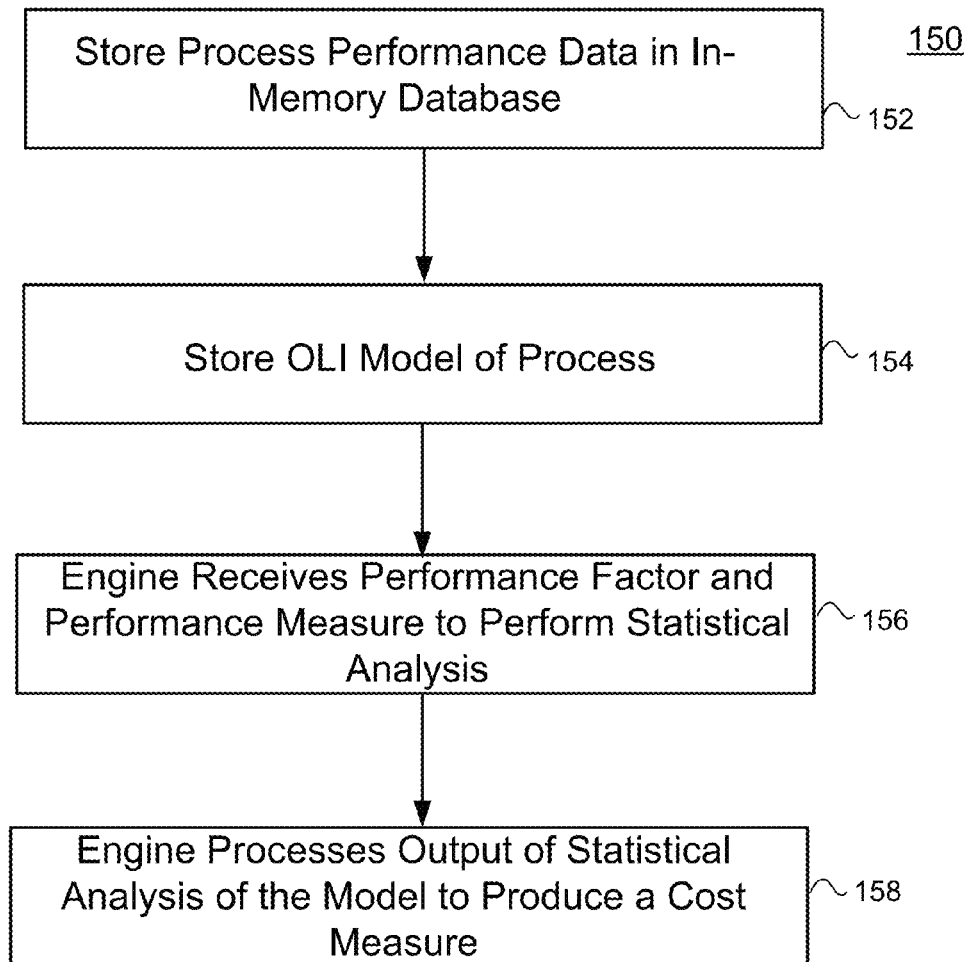 150
Store Process Performance Data in In-
Memory Database
152
Store OLI Model of Process
154
Engine Receives Performance Factor and
Performance Measure to Perform Statistical
Analysis
156
Engine Processes Output of Statistical
Analysis of the Model to Produce a Cost
Measure
158